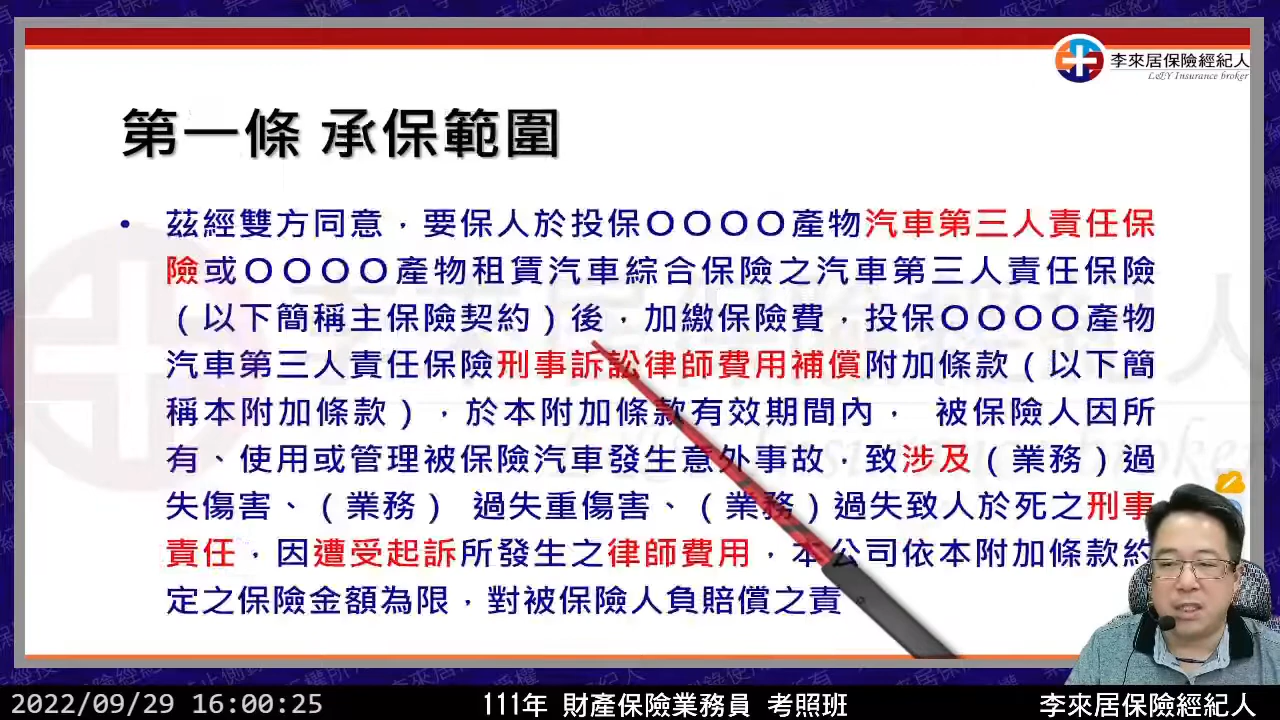 李來居保險經紀人
L&Y Insurance broker
第一條 承保範圍
• 茲經雙方同意，要保人於投保ＯＯＯＯ產物汽車第三人責任保
險或ＯＯＯＯ產物租賃汽車綜合保險之汽車第三人責任保險
（以下簡稱主保險契約）後，加繳保險費，投保ＯＯＯＯ產物
汽車第三人責任保險刑事訴訟律師費用補償附加條款（以下簡
稱本附加條款），於本附加條款有效期間內， 被保險人因所
有、使用或管理被保險汽車發生意外事故，致涉及（業務）過
失傷害、（業務） 過失重傷害、（業務）過失致人於死之刑事
責任，因遭受起訴所發生之律師費用，本公司依本附加條款約
定之保險金額為限，對被保險人負賠償之責
2022/09/29 16:00:25
111年 財產保險業務員 考照班
李來居保險經紀人